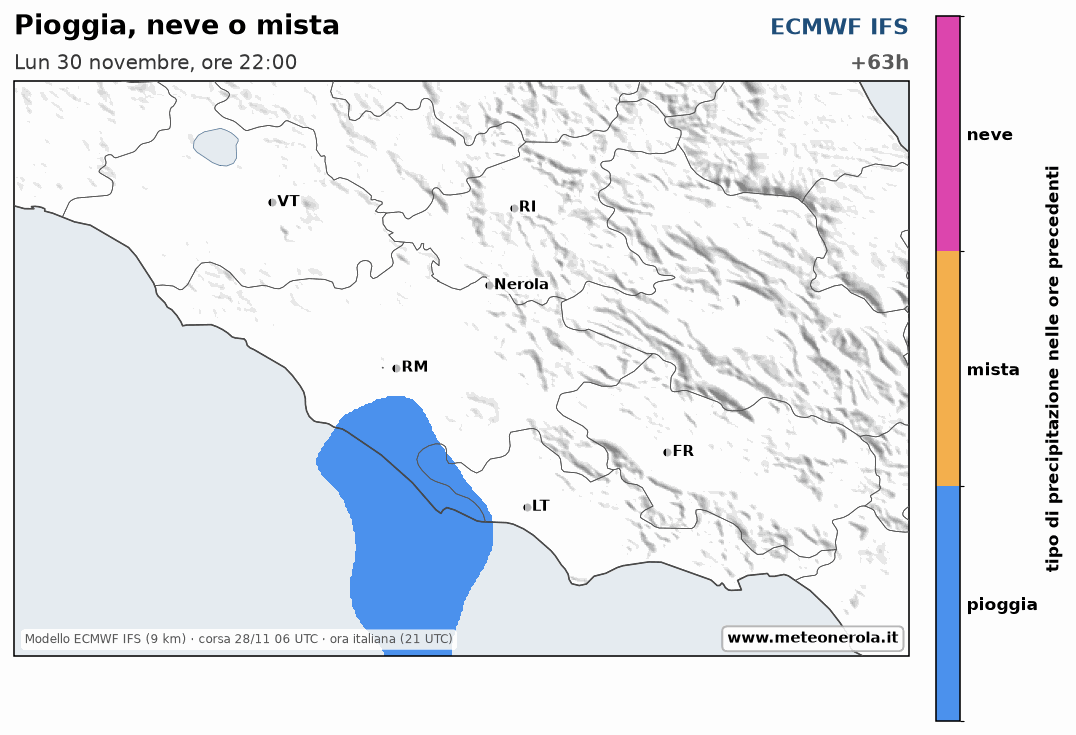 Pioggia, neve o mista
ECMWF IFS
Lun 30 novembre, ore 22:00
+63h
neve
VT
RI
Nerola
tipo di precipitazione nelle ore precedenti
RM
mista
FR
LT
pioggia
Modello ECMWF IFS (9 km) · corsa 28/11 06 UTC · ora italiana (21 UTC)
www.meteonerola.it